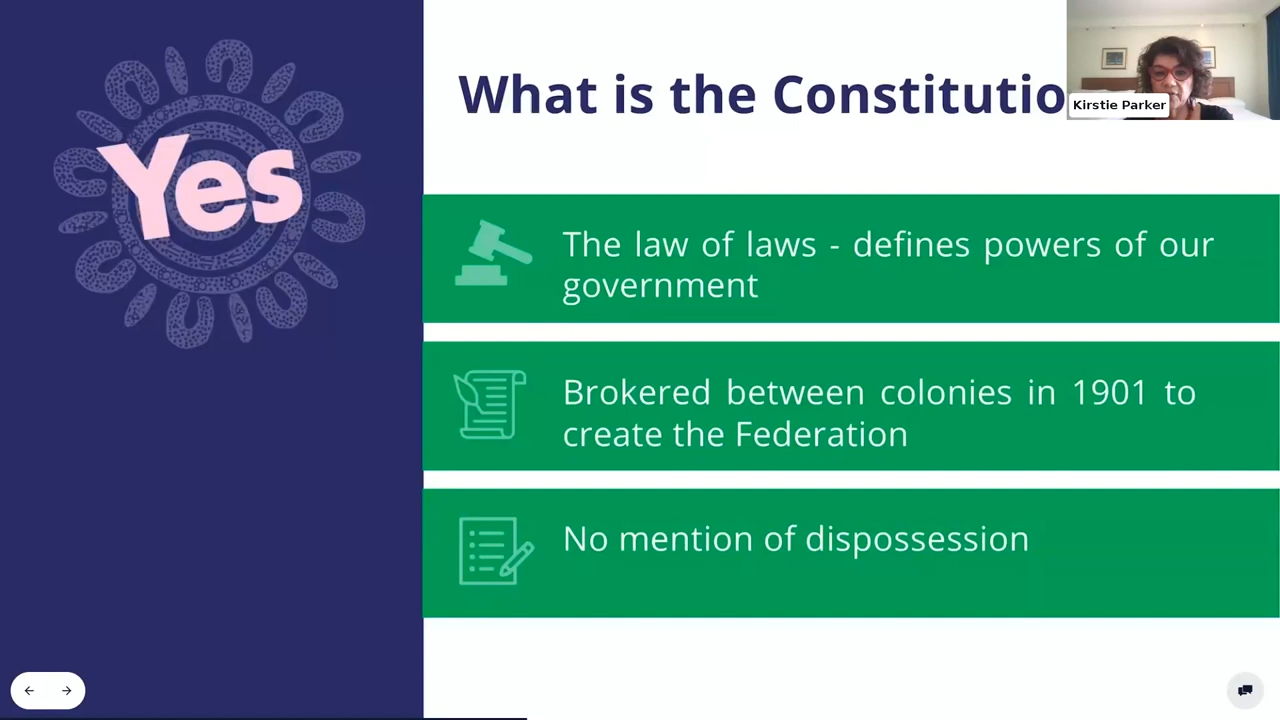 Yes
What is the Constitutio
Kirstie Parker
The law of laws - defines powers of our
government
Brokered between colonies in 1901 to
create the Federation
No mention of dispossession